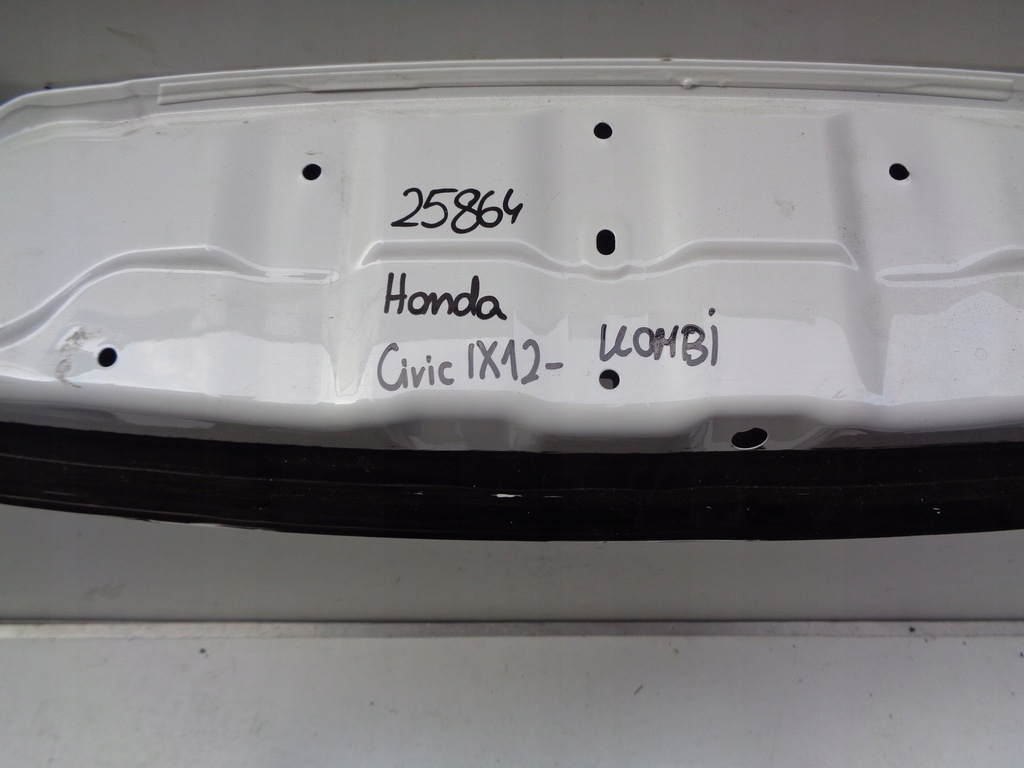 25864
Honda
Civic IX12- KOMBi